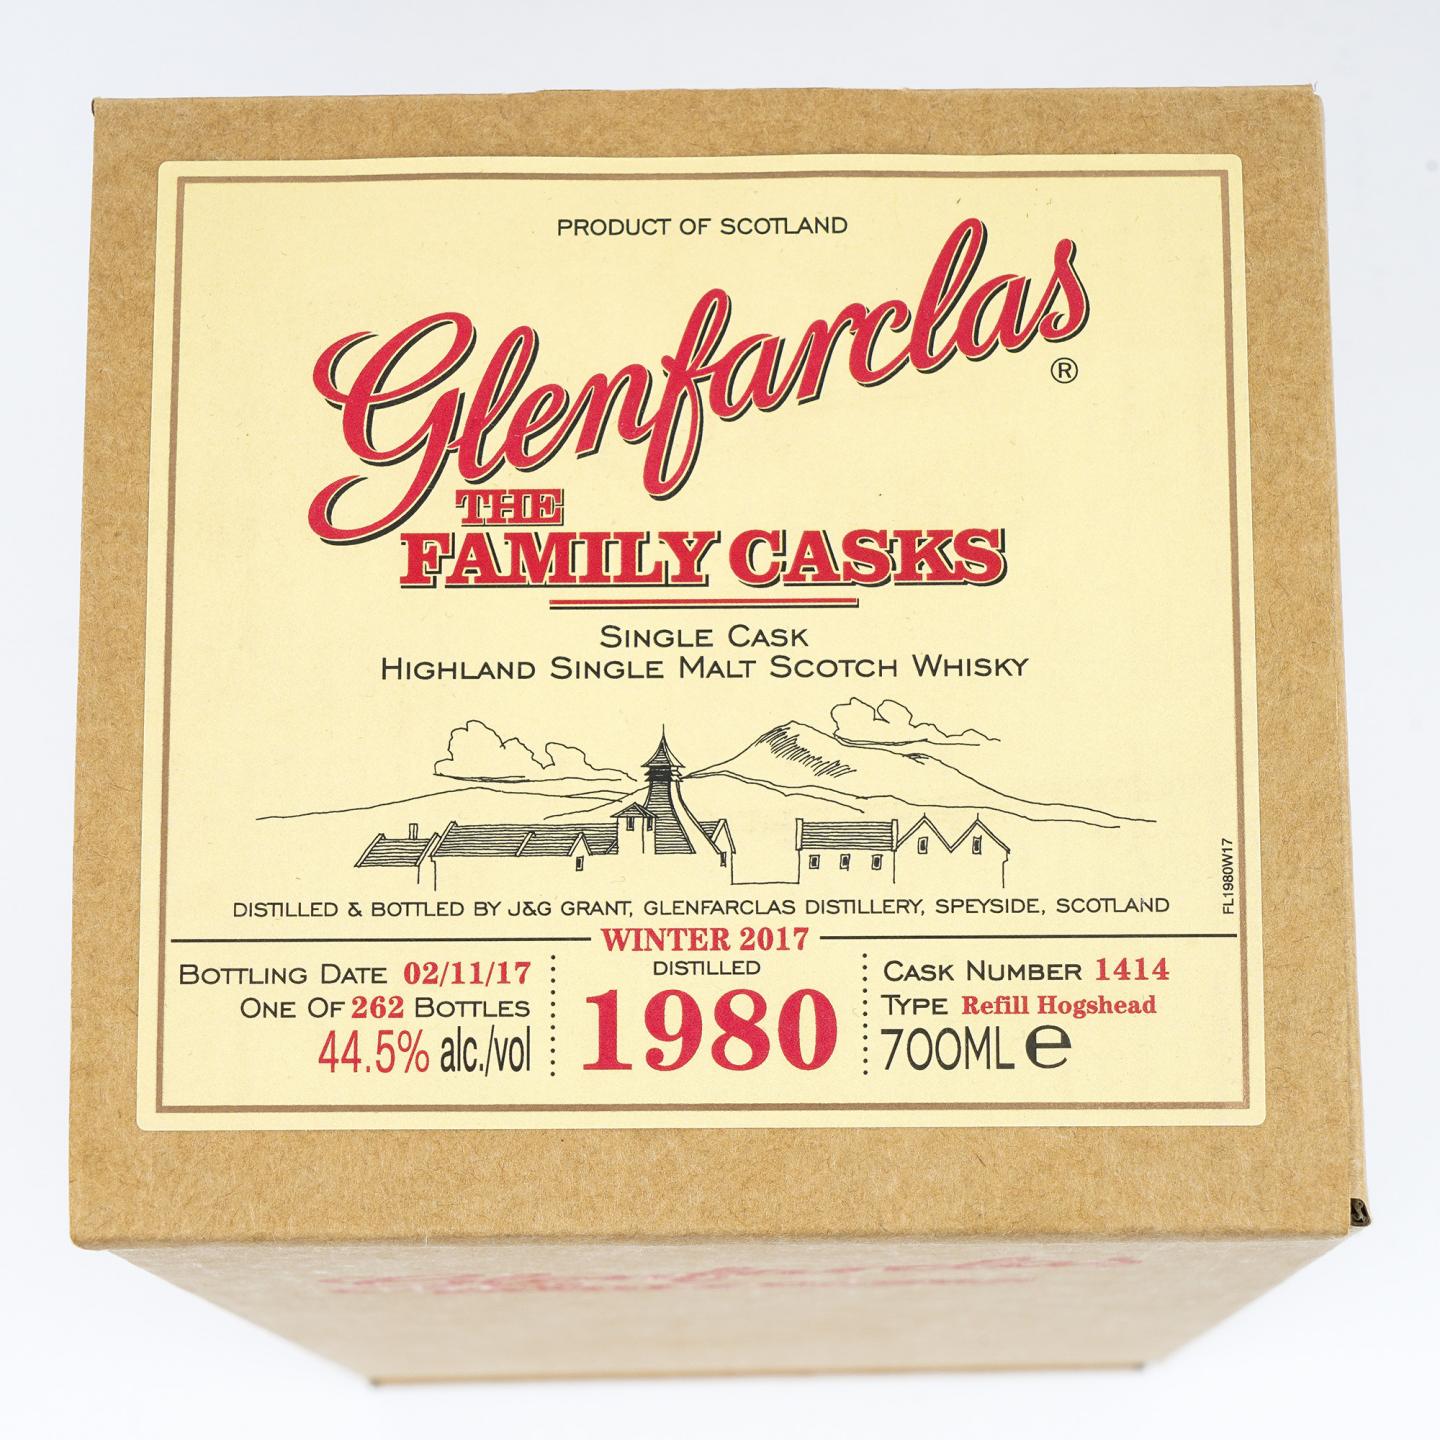 PRODUCT OF SCOTLAND
Glenfarclas
®
THE
FAMILY CASKS
SINGLE CASK
HIGHLAND SINGLE MALT SCOTCH WHISKY
DISTILLED & BOTTLED BY J&G GRANT, GLENFARCLAS DISTILLERY, SPEYSIDE, SCOTLAND
FL1980W17
WINTER 2017
BOTTLING DATE 02/11/17
ONE OF 262 BOTTLES
44.5% alc./vol
DISTILLED
1980
CASK NUMBER 1414
TYPE Refill Hogshead
700ML e